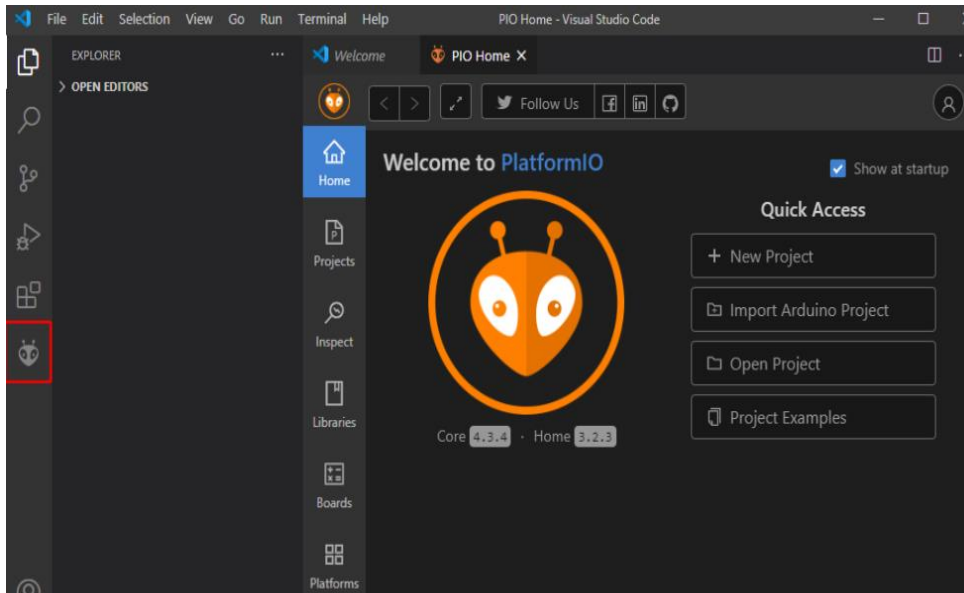 File Edit Selection View Go Run Terminal Help PIO Home - Visual Studio Code
EXPLORER
OPEN EDITORS
Welcome PIO Home
Follow Us
Home
Projects
Inspect
Libraries
Boards
Platforms
Welcome to PlatformIO
Core 4.3.4 · Home 3.2.3
Show at startup
Quick Access
+ New Project
Import Arduino Project
Open Project
Project Examples